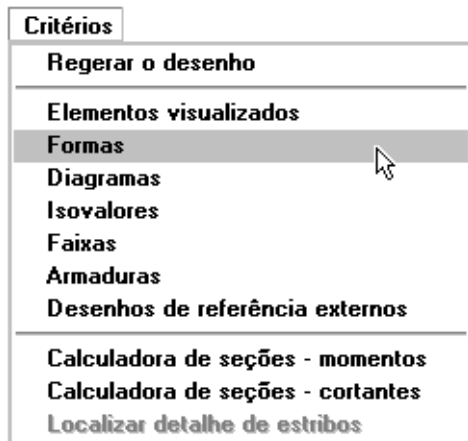 Critérios
Regerar o desenho
Elementos visualizados
Formas
Diagramas
Isovalores
Faixas
Armaduras
Desenhos de referência externos
Calculadora de seções - momentos
Calculadora de seções - cortantes
Localizar detalhe de estribos